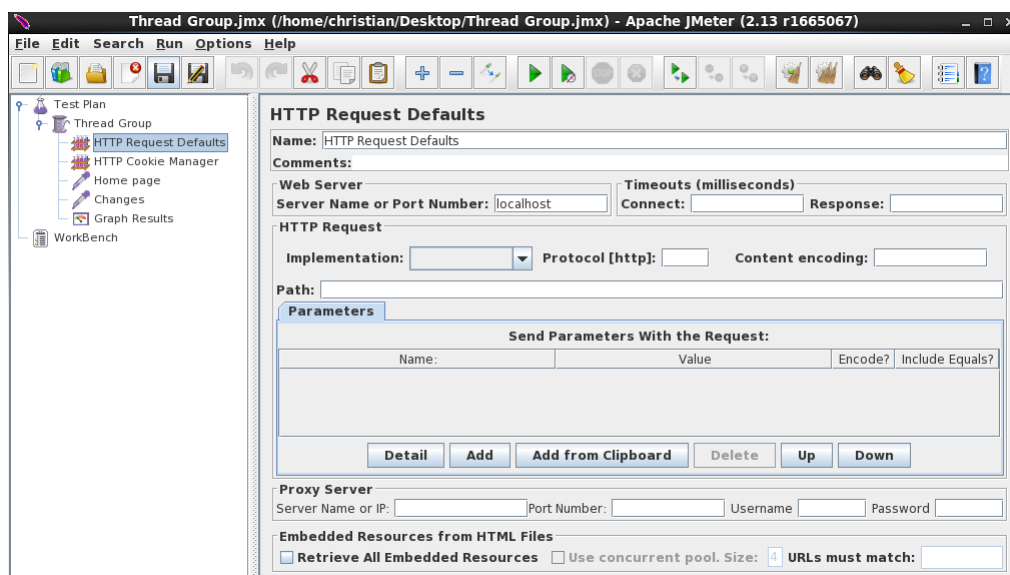 Thread Group.jmx (/home/christian/Desktop/Thread Group.jmx) - Apache JMeter (2.13 r1665067)
File Edit Search Run Options Help
Test Plan
Thread Group
HTTP Request Defaults
HTTP Cookie Manager
Home page
Changes
Graph Results
WorkBench
HTTP Request Defaults
Name: HTTP Request Defaults
Comments:
Web Server
Server Name or Port Number: localhost
Timeouts (milliseconds)
Connect: Response:
HTTP Request
Implementation: Protocol [http]: Content encoding:
Path:
Parameters
Send Parameters With the Request:
Name: Value Encode? Include Equals?
Detail Add Add from Clipboard Delete Up Down
Proxy Server
Server Name or IP: Port Number: Username Password
Embedded Resources from HTML Files
Retrieve All Embedded Resources Use concurrent pool. Size: 4 URLs must match: